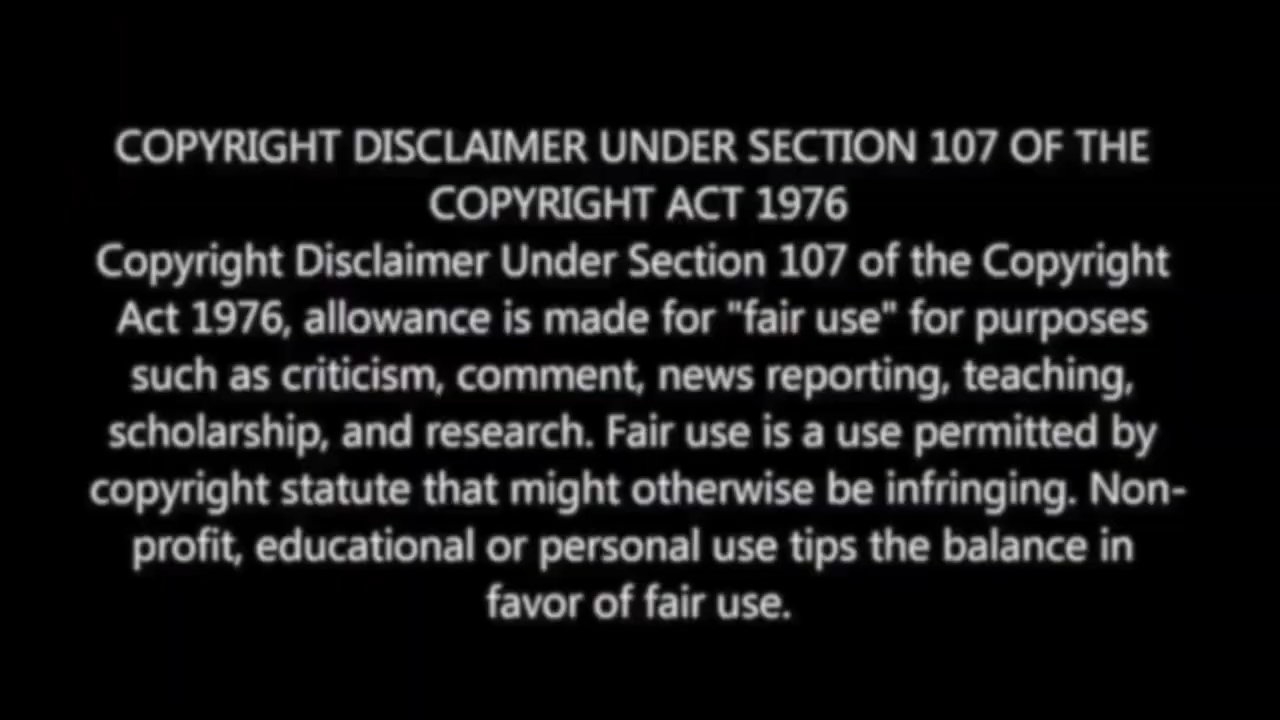 COPYRIGHT DISCLAIMER UNDER SECTION 107 OF THE
COPYRIGHT ACT 1976
Copyright Disclaimer Under Section 107 of the Copyright
Act 1976, allowance is made for "fair use" for purposes
such as criticism, comment, news reporting, teaching,
scholarship, and research. Fair use is a use permitted by
copyright statute that might otherwise be infringing. Non-
profit, educational or personal use tips the balance in
favor of fair use.